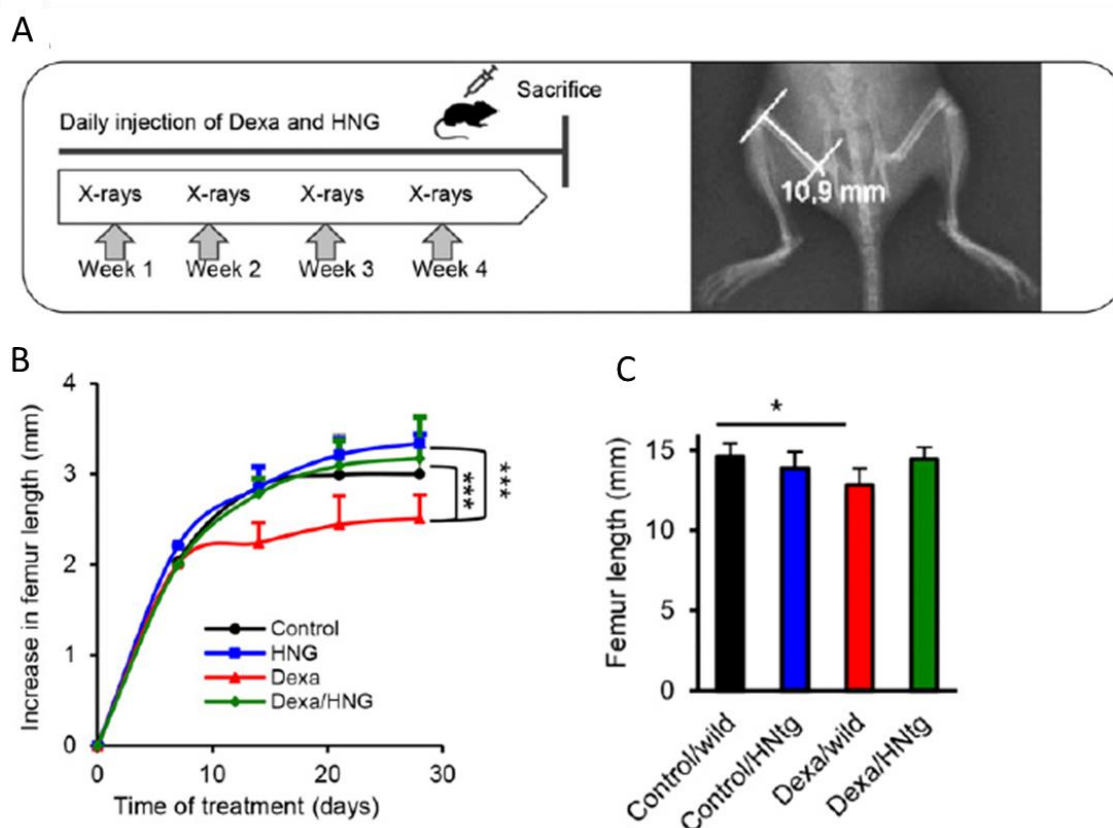 A
Daily injection of Dexa and HNG
Sacrifice
X-rays X-rays X-rays X-rays
Week 1 Week 2 Week 3 Week 4
10,9 mm
B
Increase in femur length (mm)
4
3
2
1
0
0 10 20 30
Time of treatment (days)
Control
HNG
Dexa
Dexa/HNG
***
***
C
Femur length (mm)
15
10
5
0
*
Control/wild
Control/HNtg
Dexa/wild
Dexa/HNtg